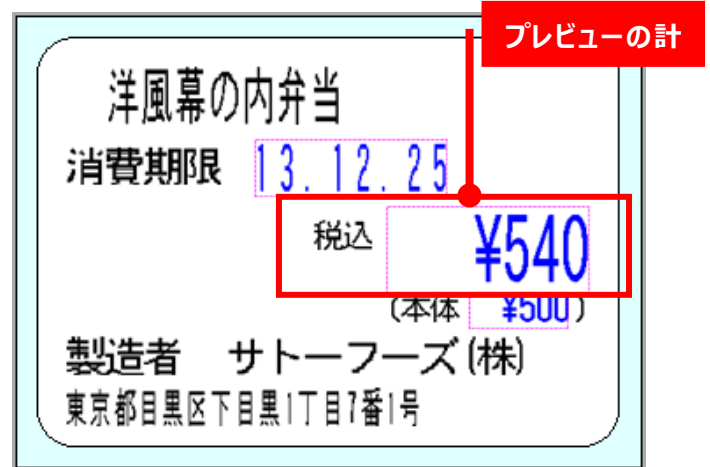 プレビューの計
洋風幕の内弁当
消費期限 13.12.25
税込 ¥540
(本体 ¥500)
製造者 サトーフーズ(株)
東京都目黒区下目黒1丁目7番1号